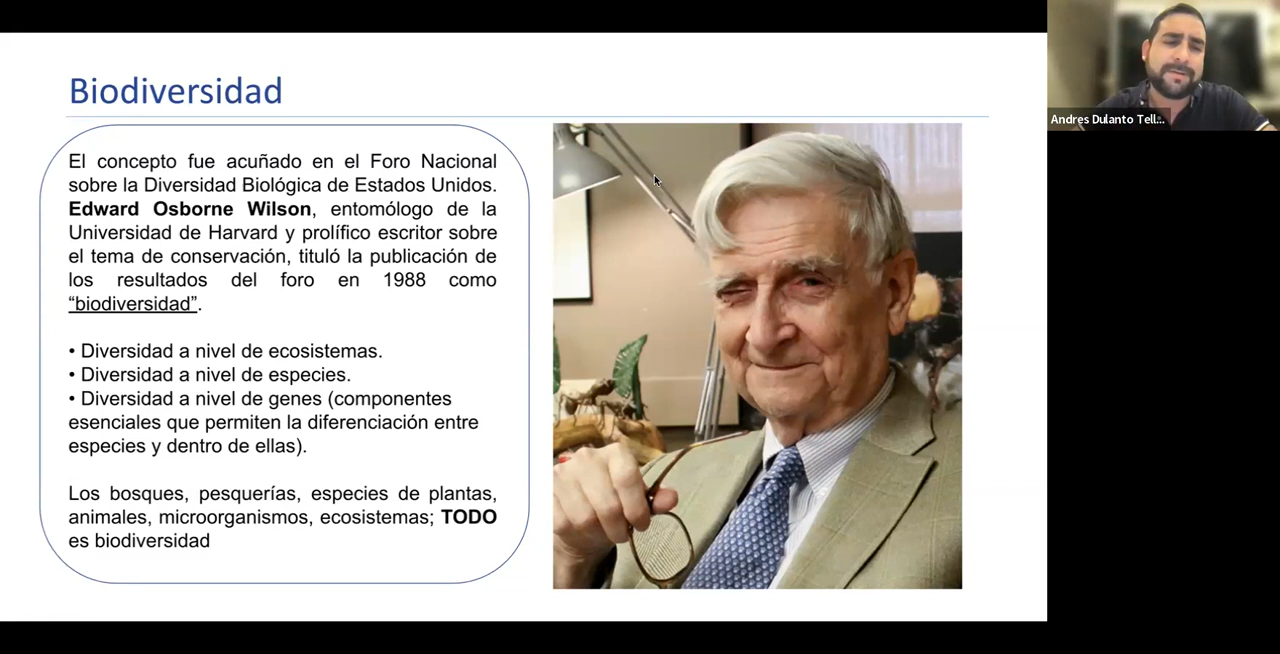 Biodiversidad
El concepto fue acuñado en el Foro Nacional
sobre la Diversidad Biológica de Estados Unidos.
Edward Osborne Wilson, entomólogo de la
Universidad de Harvard y prolífico escritor sobre
el tema de conservación, tituló la publicación de
los resultados del foro en 1988 como
“biodiversidad”.
• Diversidad a nivel de ecosistemas.
• Diversidad a nivel de especies.
• Diversidad a nivel de genes (componentes
esenciales que permiten la diferenciación entre
especies y dentro de ellas).
Los bosques, pesquerías, especies de plantas,
animales, microorganismos, ecosistemas; TODO
es biodiversidad
Andres Dulanto Tell...